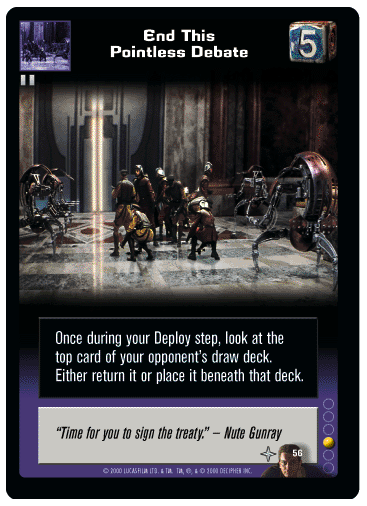 End This
Pointless Debate
5
Once during your Deploy step, look at the
top card of your opponent's draw deck.
Either return it or place it beneath that deck.
“Time for you to sign the treaty.” – Nute Gunray
56
© 2000 LUCASFILM LTD. & TM. TM, ®, & © 2000 DECIPHER INC.